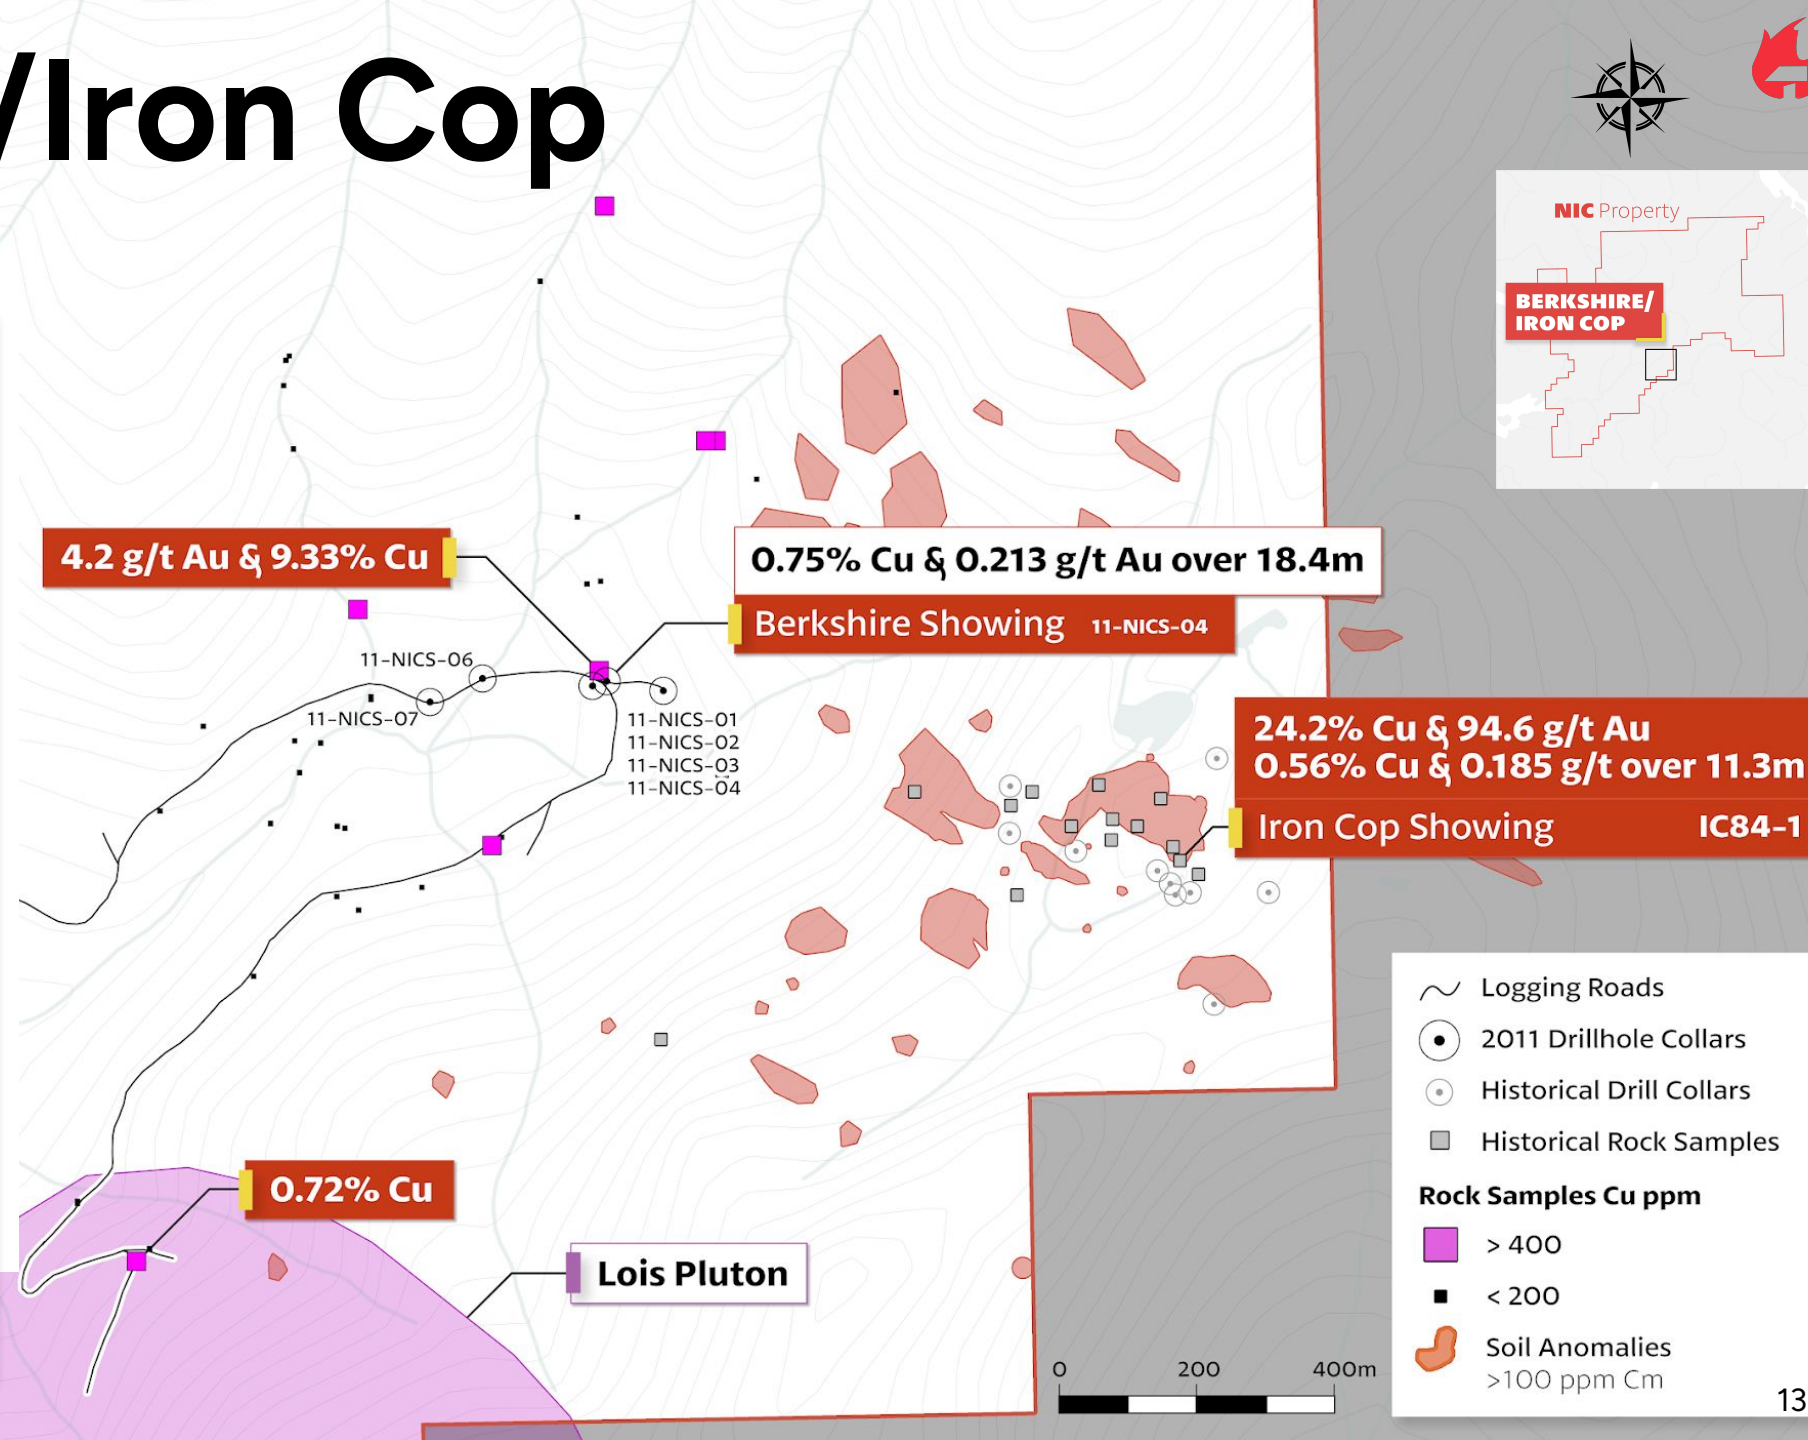 /Iron Cop
NIC Property
BERKSHIRE/
IRON COP
4.2 g/t Au & 9.33% Cu
0.75% Cu & 0.213 g/t Au over 18.4m
Berkshire Showing 11-NICS-04
11-NICS-06
11-NICS-07
11-NICS-01
11-NICS-02
11-NICS-03
11-NICS-04
24.2% Cu & 94.6 g/t Au
0.56% Cu & 0.185 g/t over 11.3m
Iron Cop Showing IC84-1
0.72% Cu
Lois Pluton
Logging Roads
2011 Drillhole Collars
Historical Drill Collars
Historical Rock Samples
Rock Samples Cu ppm
> 400
< 200
Soil Anomalies
>100 ppm Cm
0 200 400m
13